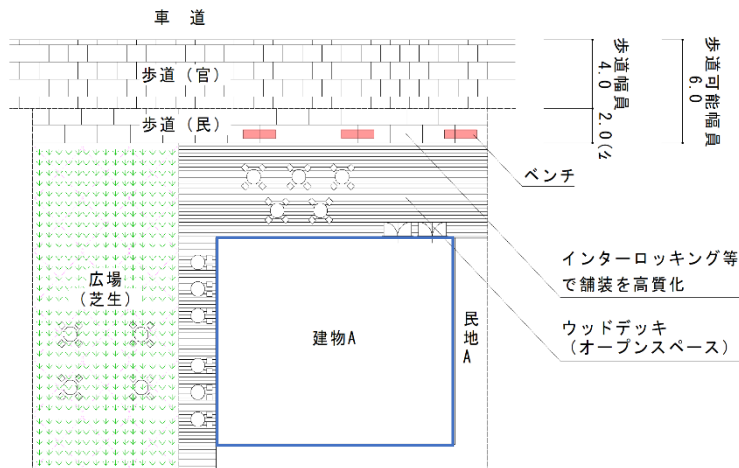 車 道
歩道（官）
歩道（民）
歩道幅員
4.0
2.0(
歩道可能幅員
6.0
ベンチ
インターロッキング等
で舗装を高質化
ウッドデッキ
（オープンスペース）
広場
（芝生）
建物A
民地A